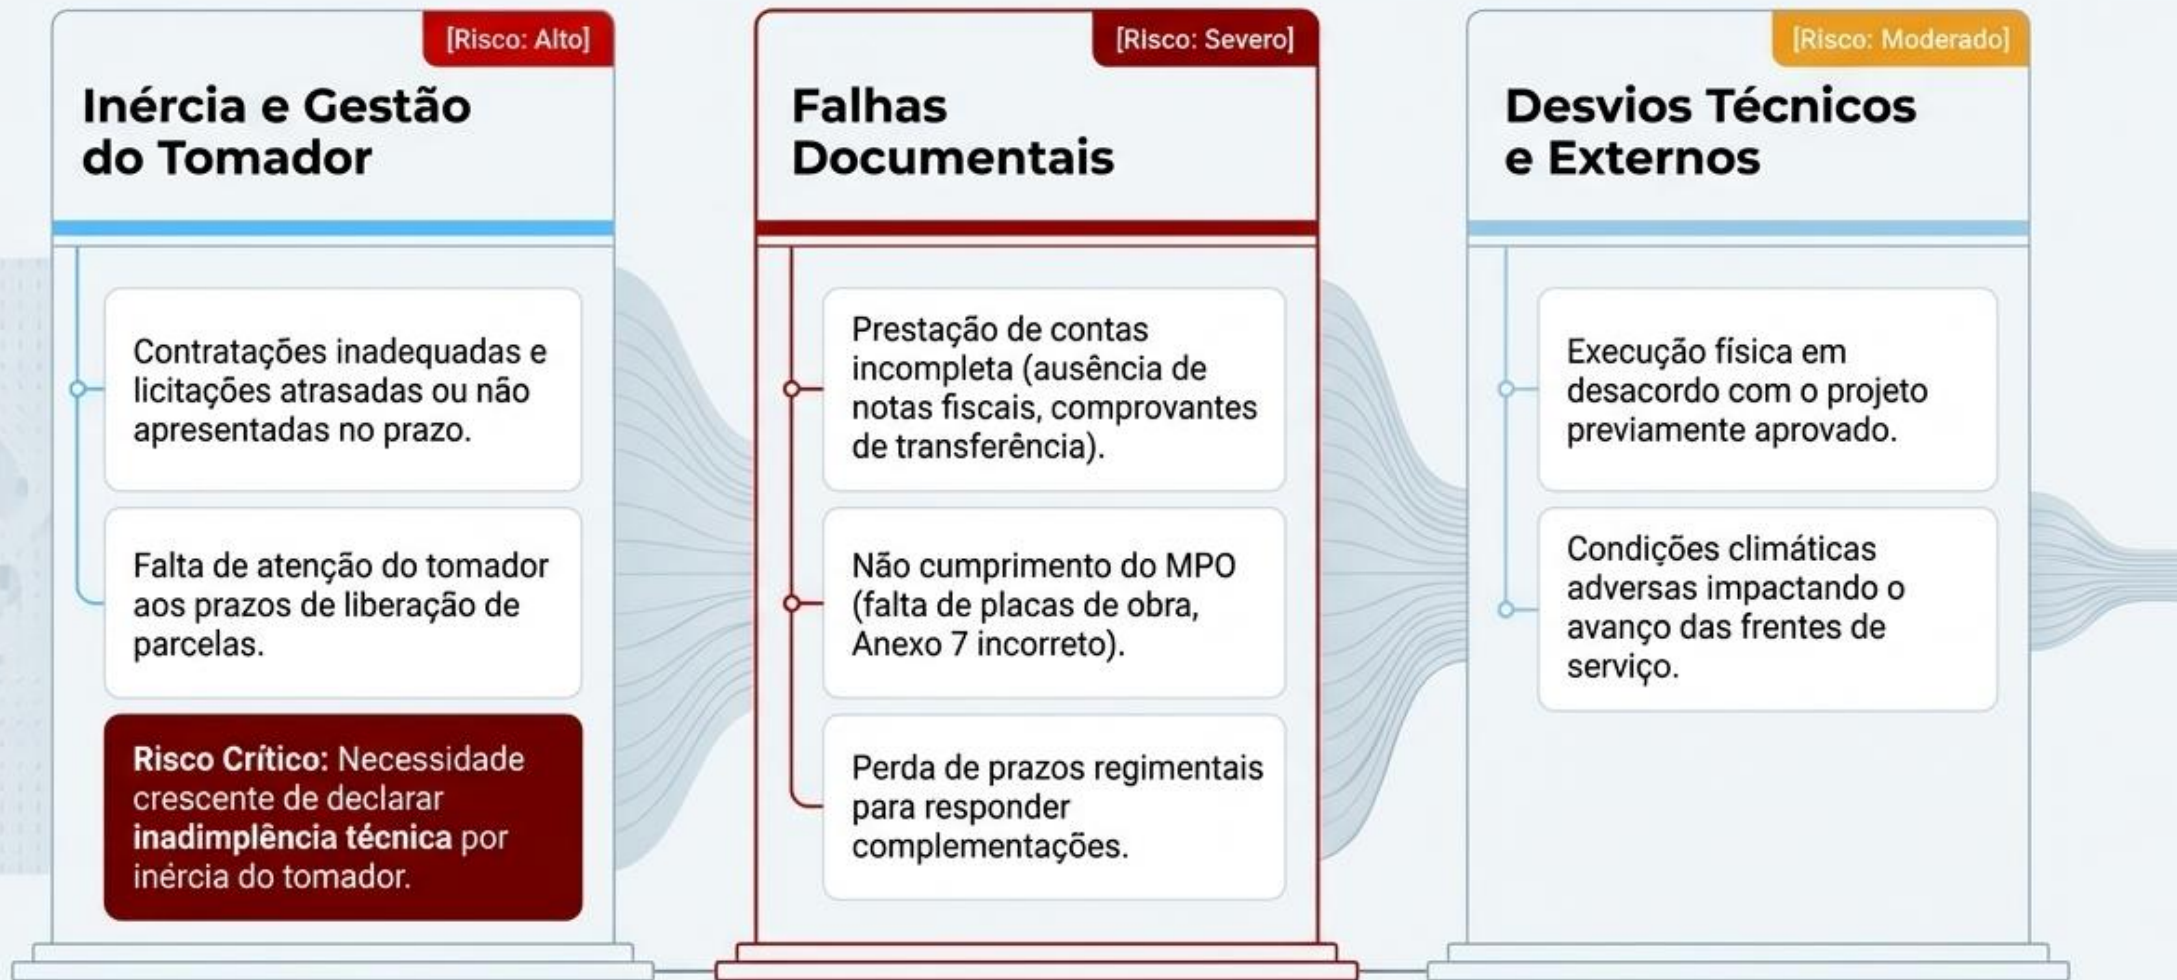 [Risco: Alto]
Inércia e Gestão
do Tomador
Contratações inadequadas e
licitações atrasadas ou não
apresentadas no prazo.
Falta de atenção do tomador
aos prazos de liberação de
parcelas.
Risco Crítico: Necessidade
crescente de declarar
inadimplência técnica por
inércia do tomador.
[Risco: Severo]
Falhas
Documentais
Prestação de contas
incompleta (ausência de
notas fiscais, comprovantes
de transferência).
Não cumprimento do MPO
(falta de placas de obra,
Anexo 7 incorreto).
Perda de prazos regimentais
para responder
complementações.
[Risco: Moderado]
Desvios Técnicos
e Externos
Execução física em
desacordo com o projeto
previamente aprovado.
Condições climáticas
adversas impactando o
avanço das frentes de
serviço.